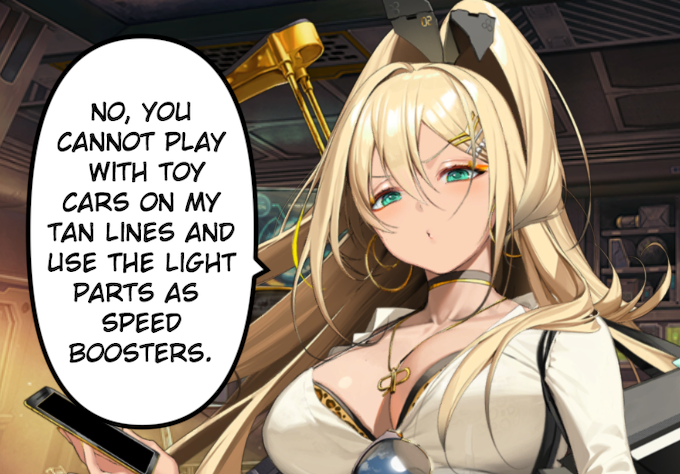 NO, YOU
CANNOT PLAY
WITH TOY
CARS ON MY
TAN LINES AND
USE THE LIGHT
PARTS AS
SPEED
BOOSTERS.
02